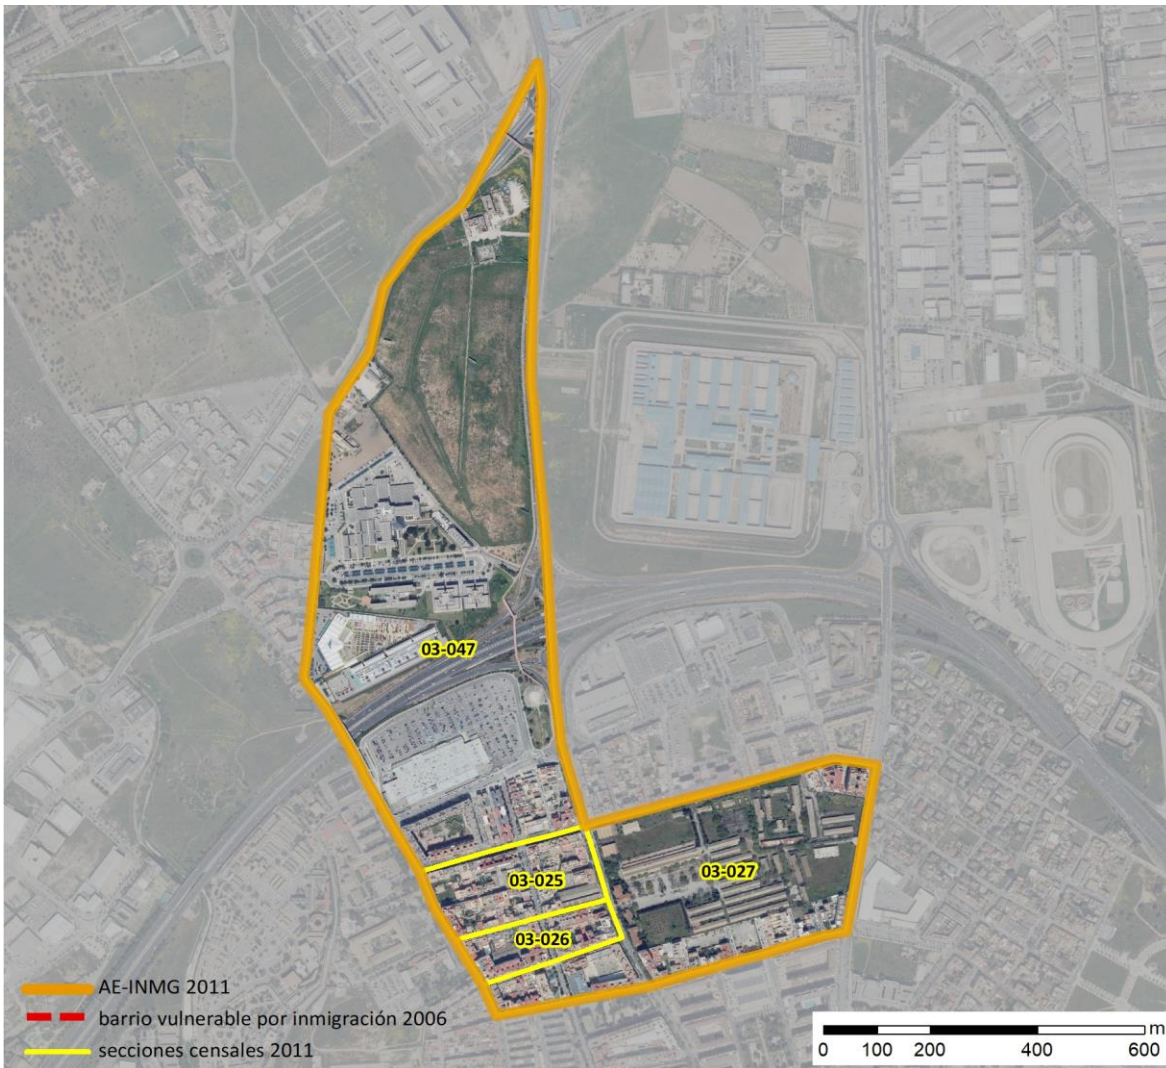 03-047
03-025
03-027
03-026
AE-INMG 2011
barrio vulnerable por inmigración 2006
secciones censales 2011
m
0 100 200 400 600